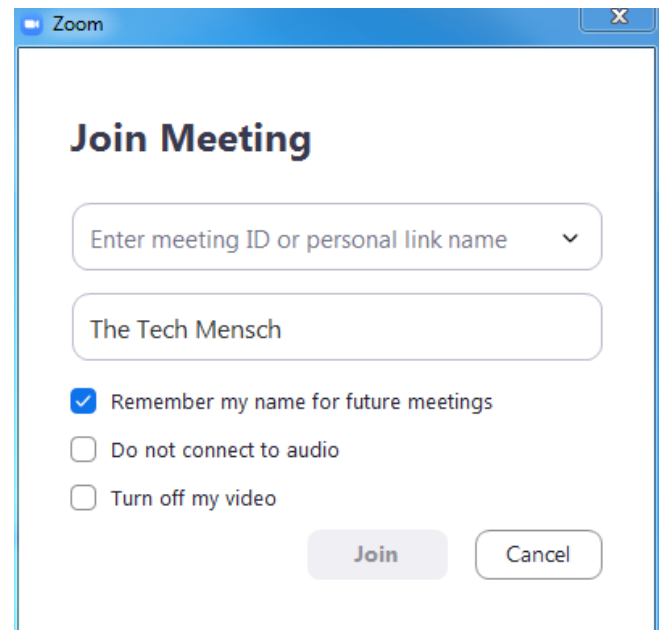 Zoom
Join Meeting
Enter meeting ID or personal link name
The Tech Mensch
Remember my name for future meetings
Do not connect to audio
Turn off my video
Join Cancel